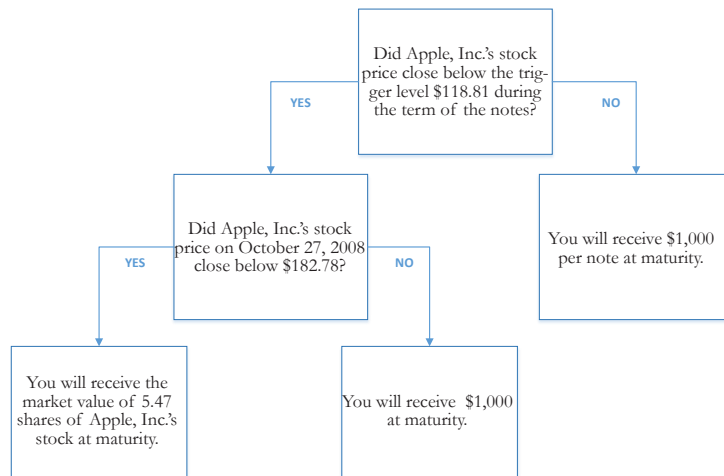 Did Apple, Inc.'s stock
price close below the trig-
ger level $118.81 during
the term of the notes?
YES
NO
Did Apple, Inc.'s stock
price on October 27, 2008
close below $182.78?
You will receive $1,000
per note at maturity.
YES
NO
You will receive the
market value of 5.47
shares of Apple, Inc.'s
stock at maturity.
You will receive $1,000
at maturity.